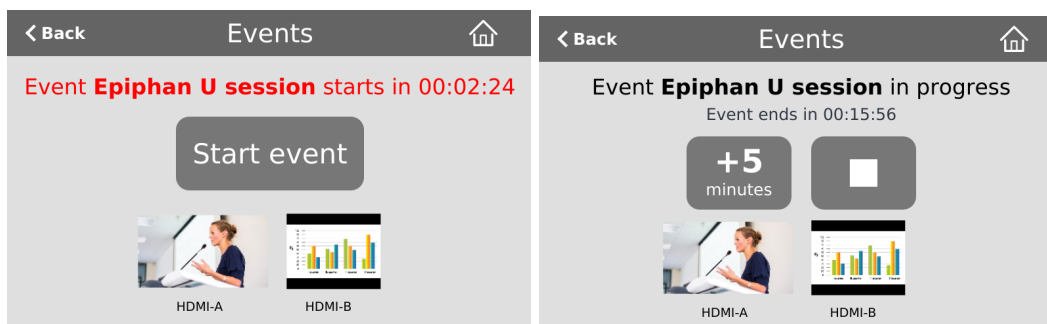 Back Events
Event Epiphan U session starts in 00:02:24
Start event
HDMI-A HDMI-B
Back Events
Event Epiphan U session in progress
Event ends in 00:15:56
+5
minutes
HDMI-A HDMI-B